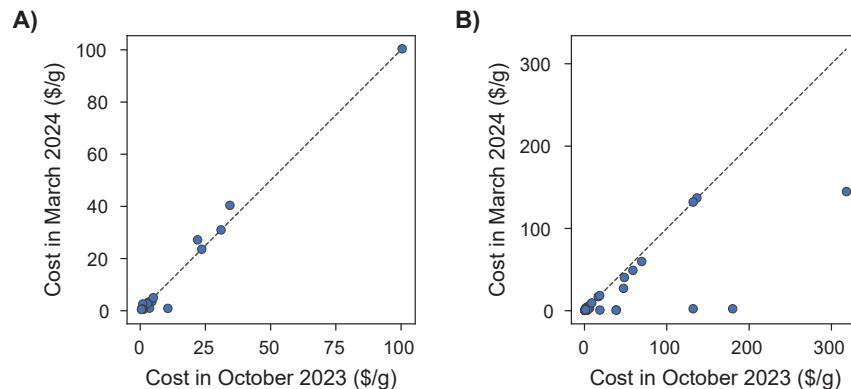 A)
B)
100
80
60
40
20
0
Cost in March 2024 ($/g)
0 25 50 75 100
Cost in October 2023 ($/g)
300
200
100
0
Cost in March 2024 ($/g)
0 100 200 300
Cost in October 2023 ($/g)